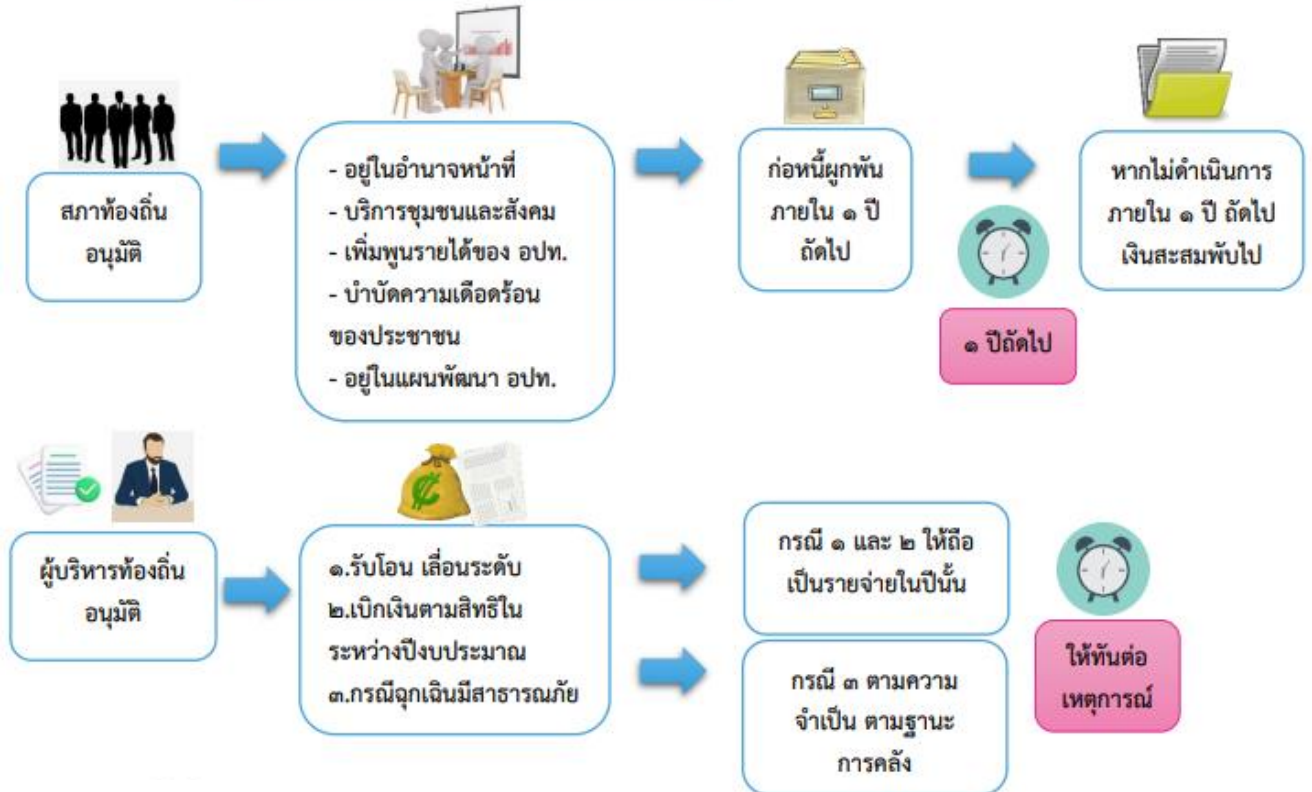 สภาท้องถิ่น
อนุมัติ
- อยู่ในอำนาจหน้าที่
- บริการชุมชนและสังคม
- เพิ่มพูนรายได้ของ อปท.
- บำบัดความเดือดร้อน
ของประชาชน
- อยู่ในแผนพัฒนา อปท.
ก่อหนี้ผูกพัน
ภายใน ๑ ปี
ถัดไป
๑ ปีถัดไป
หากไม่ดำเนินการ
ภายใน ๑ ปี ถัดไป
เงินสะสมพับไป
ผู้บริหารท้องถิ่น
อนุมัติ
๑.รับโอน เลื่อนระดับ
๒.เบิกเงินตามสิทธิใน
ระหว่างปีงบประมาณ
๓.กรณีฉุกเฉินมีสาธารณภัย
กรณี ๑ และ ๒ ให้ถือ
เป็นรายจ่ายในปีนั้น
กรณี ๓ ตามความ
จำเป็น ตามฐานะ
การคลัง
ให้ทันต่อ
เหตุการณ์